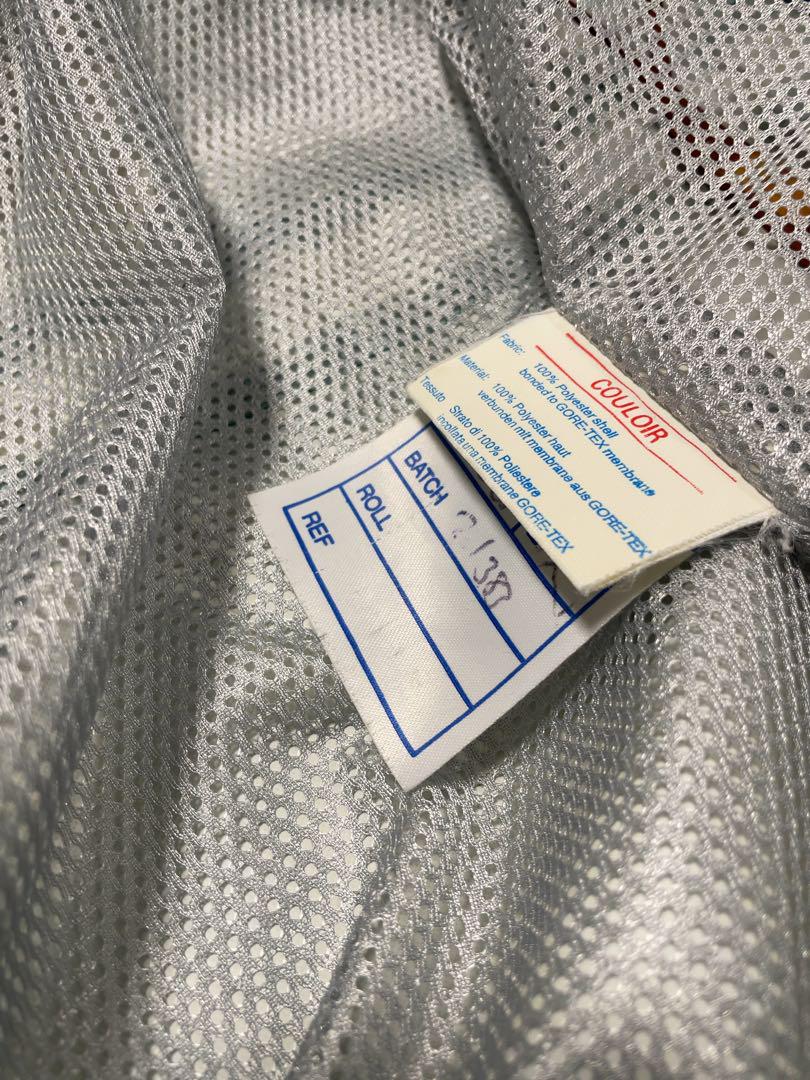 COULOIR
Fabric: 100% Polyester shell
bonded to GORE-TEX membrane
Material: 100% Polyester haut
verbunden mit membrane aus GORE-TEX
Tessuto Strato di 100% Poliestere
incollata una membrane GORE-TEX
BATCH
ROLL
REF